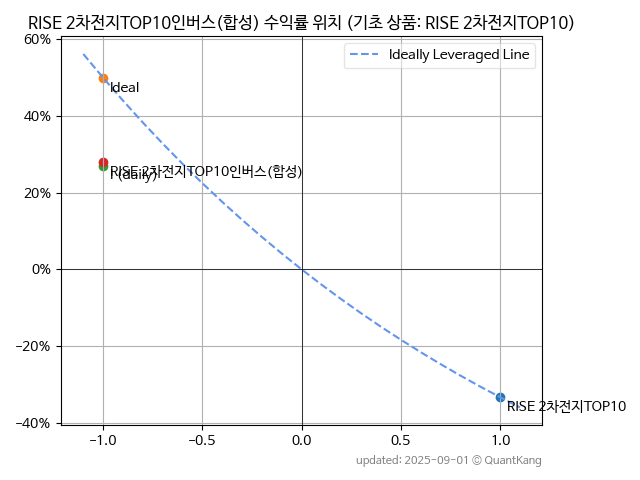 RISE 2차전지TOP10인버스(합성) 수익률 위치 (기초 상품: RISE 2차전지TOP10)
60%
Ideally Leveraged Line
Ideal
40%
RISE 2차전지TOP10인버스(합성)
(daily)
20%
0%
-20%
RISE 2차전지TOP10
-40%
-1.0 -0.5 0.0 0.5 1.0
updated: 2025-09-01 © QuantKang